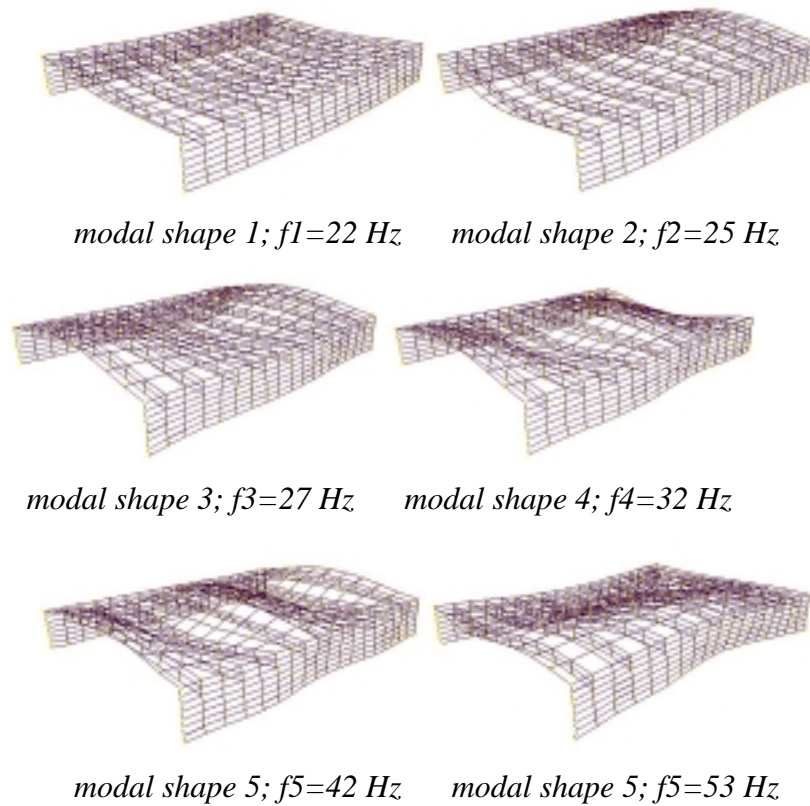 modal shape 1; f1=22 Hz
modal shape 2; f2=25 Hz
modal shape 3; f3=27 Hz
modal shape 4; f4=32 Hz
modal shape 5; f5=42 Hz
modal shape 5; f5=53 Hz